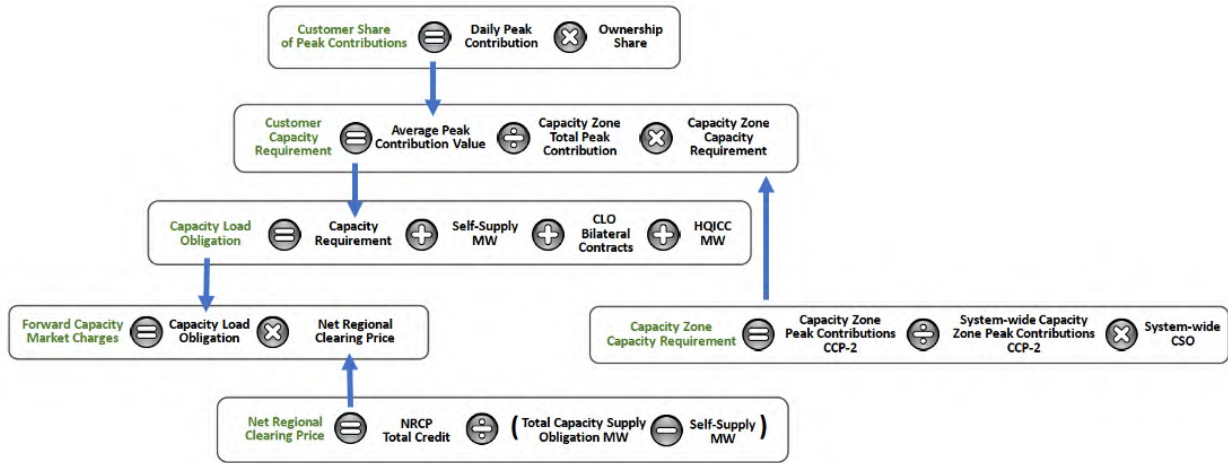 Customer Share
of Peak Contributions
=
Daily Peak
Contribution
×
Ownership
Share
Customer
Capacity
Requirement
=
Average Peak
Contribution Value
÷
Capacity Zone
Total Peak
Contribution
×
Capacity Zone
Capacity
Requirement
Capacity Load
Obligation
=
Capacity
Requirement
+
Self-Supply
MW
+
CLO
Bilateral
Contracts
+
HQICC
MW
Forward Capacity
Market Charges
=
Capacity Load
Obligation
×
Net Regional
Clearing Price
Capacity Zone
Capacity Requirement
=
Capacity Zone
Peak Contributions
CCP-2
÷
System-wide Capacity
Zone Peak Contributions
CCP-2
×
System-wide
CSO
Net Regional
Clearing Price
=
NRCP
Total Credit
÷
(
Total Capacity Supply
Obligation MW
−
Self-Supply
MW
)